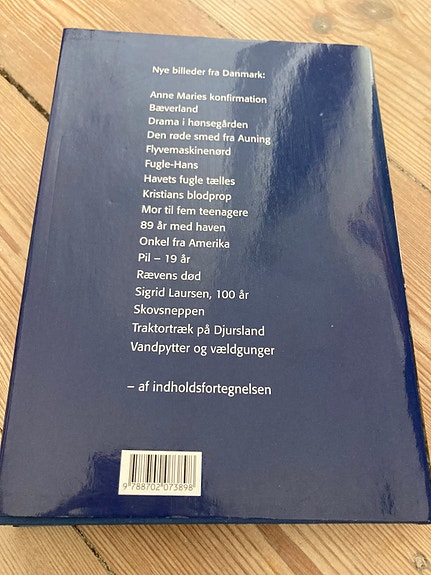 Nye billeder fra Danmark:
Anne Maries konfirmation
Bæverland
Drama i hønsegården
Den røde smed fra Auning
Flyvemaskinenørd
Fugle-Hans
Havets fugle tælles
Kristians blodprop
Mor til fem teenagere
89 år med haven
Onkel fra Amerika
Pil – 19 år
Rævens død
Sigrid Laursen, 100 år
Skovsneppen
Traktortræk på Djursland
Vandpytter og vældgunger
– af indholdsfortegnelsen
9 788702 073898